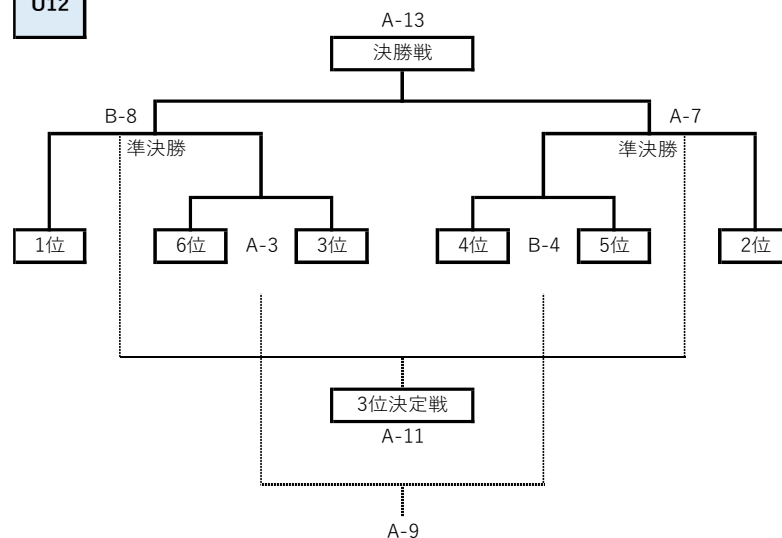 U12
A-13
決勝戦
B-8
A-7
準決勝
準決勝
1位
6位
A-3
3位
4位
B-4
5位
2位
3位決定戦
A-11
A-9